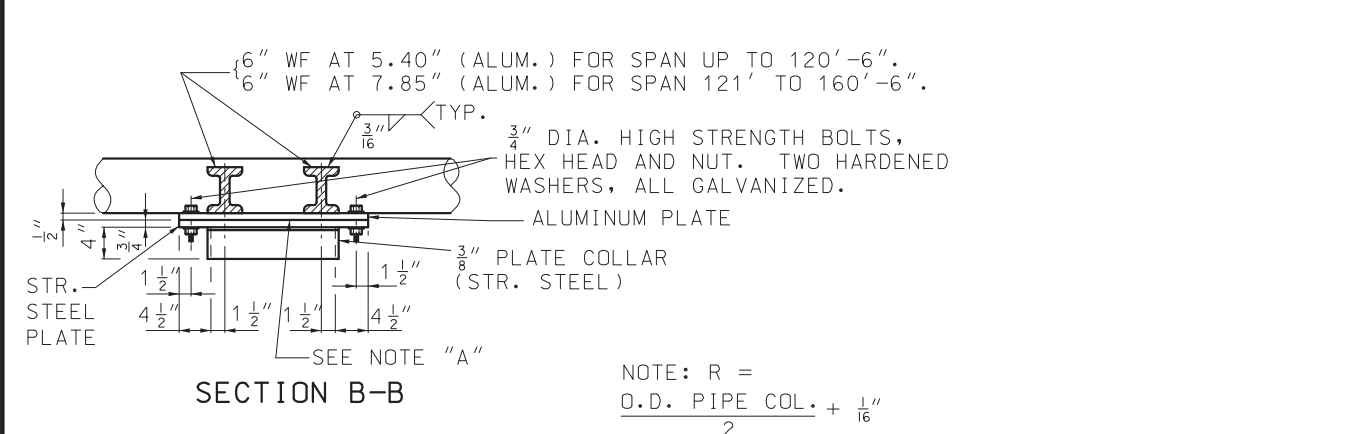 6" WF AT 5.40" (ALUM.) FOR SPAN UP TO 120'-6".
6" WF AT 7.85" (ALUM.) FOR SPAN 121' TO 160'-6".
3/16" TYP.
3/4" DIA. HIGH STRENGTH BOLTS,
HEX HEAD AND NUT. TWO HARDENED
WASHERS, ALL GALVANIZED.
ALUMINUM PLATE
1/2"
4"
3/4"
3/8" PLATE COLLAR
(STR. STEEL)
STR.
STEEL
PLATE
1 1/2"
1 1/2"
4 1/2"
1 1/2"
1 1/2"
4 1/2"
SEE NOTE "A"
SECTION B-B
NOTE: R =
O.D. PIPE COL. + 1/16"
2